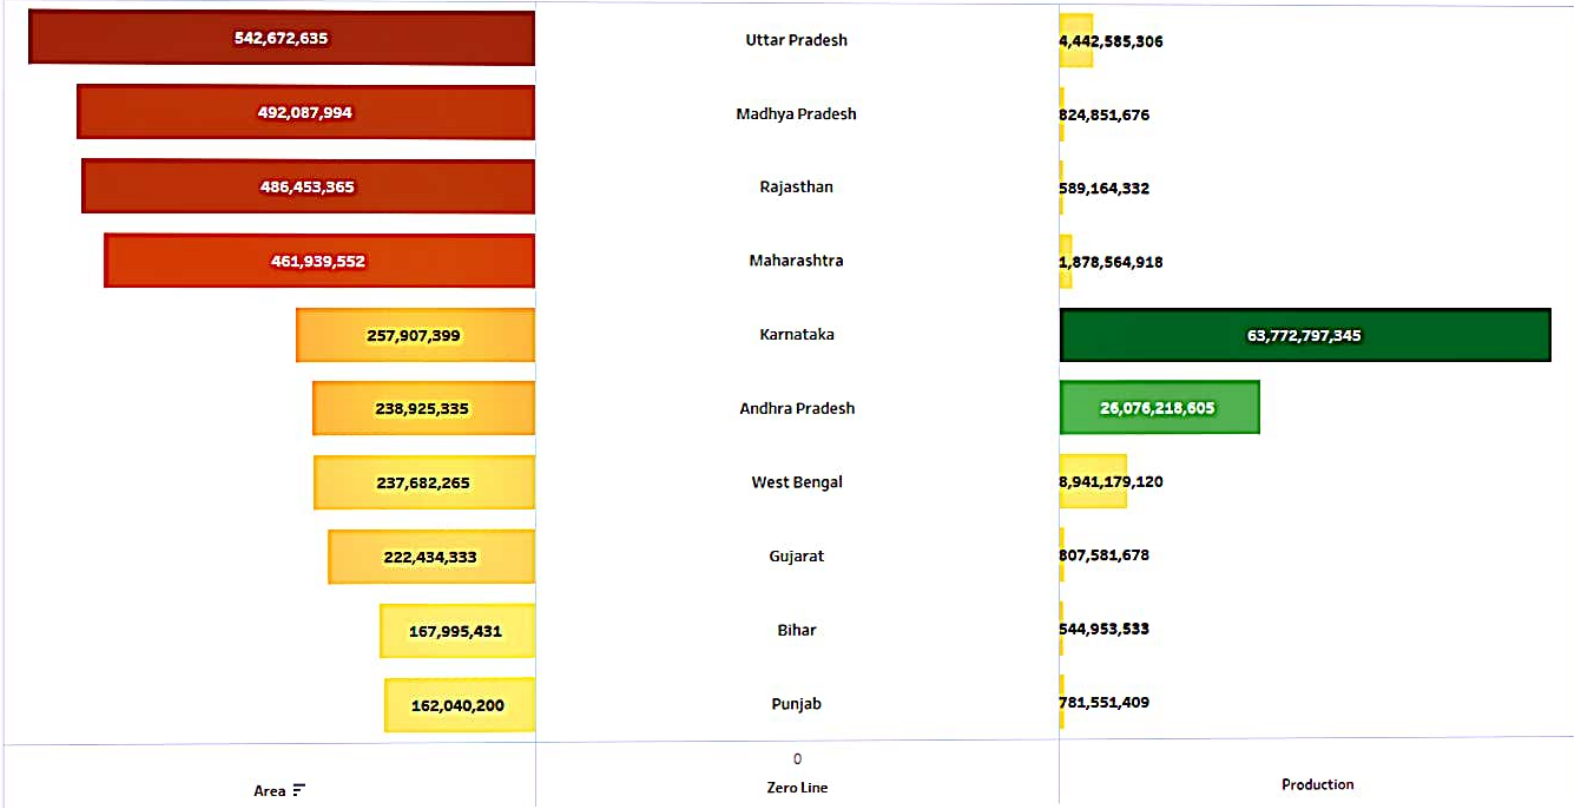 542,672,635 Uttar Pradesh 4,442,585,306
492,087,994 Madhya Pradesh 824,851,676
486,453,365 Rajasthan 589,164,332
461,939,552 Maharashtra 1,878,564,918
257,907,399 Karnataka 63,772,797,345
238,925,335 Andhra Pradesh 26,076,218,605
237,682,265 West Bengal 8,941,179,120
222,434,333 Gujarat 807,581,678
167,995,431 Bihar 544,953,533
162,040,200 Punjab 781,551,409
0
Area Zero Line Production